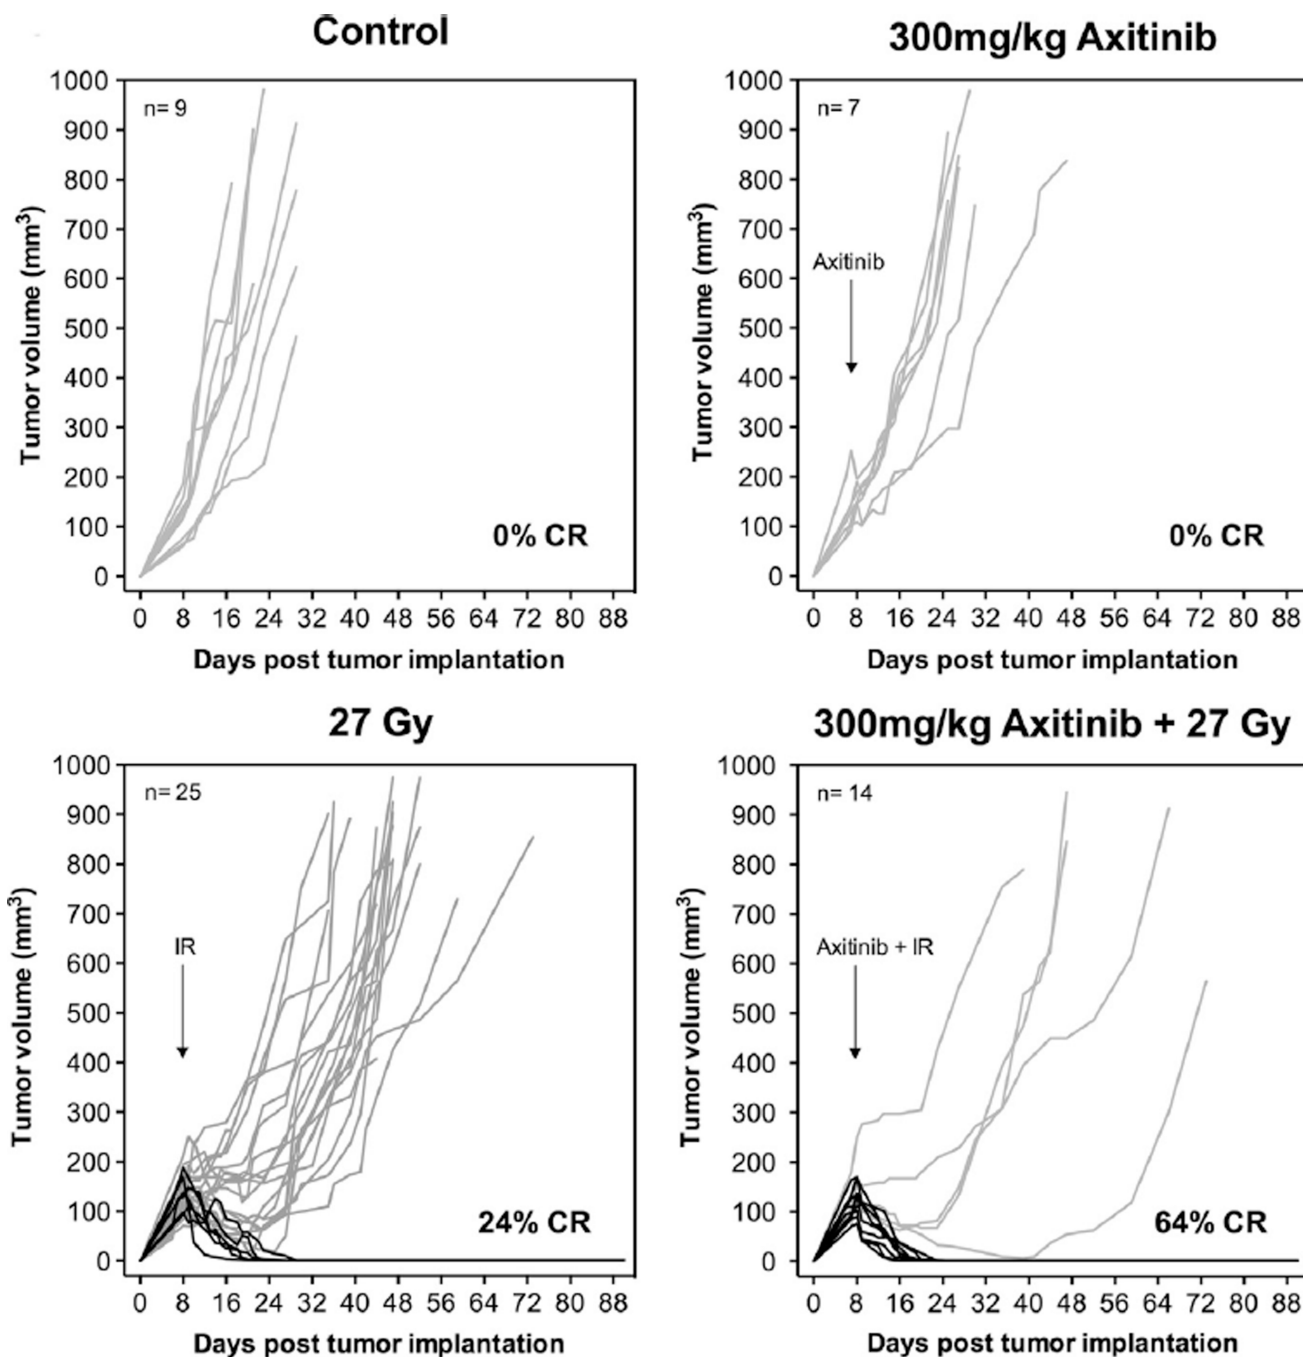 Control
n= 9
1000
900
800
700
600
500
400
300
200
100
0
Tumor volume (mm³)
0% CR
0 8 16 24 32 40 48 56 64 72 80 88
Days post tumor implantation
300mg/kg Axitinib
n= 7
1000
900
800
700
600
500
400
300
200
100
0
Tumor volume (mm³)
Axitinib
0% CR
0 8 16 24 32 40 48 56 64 72 80 88
Days post tumor implantation
27 Gy
n= 25
1000
900
800
700
600
500
400
300
200
100
0
Tumor volume (mm³)
IR
24% CR
0 8 16 24 32 40 48 56 64 72 80 88
Days post tumor implantation
300mg/kg Axitinib + 27 Gy
n= 14
1000
900
800
700
600
500
400
300
200
100
0
Tumor volume (mm³)
Axitinib + IR
64% CR
0 8 16 24 32 40 48 56 64 72 80 88
Days post tumor implantation